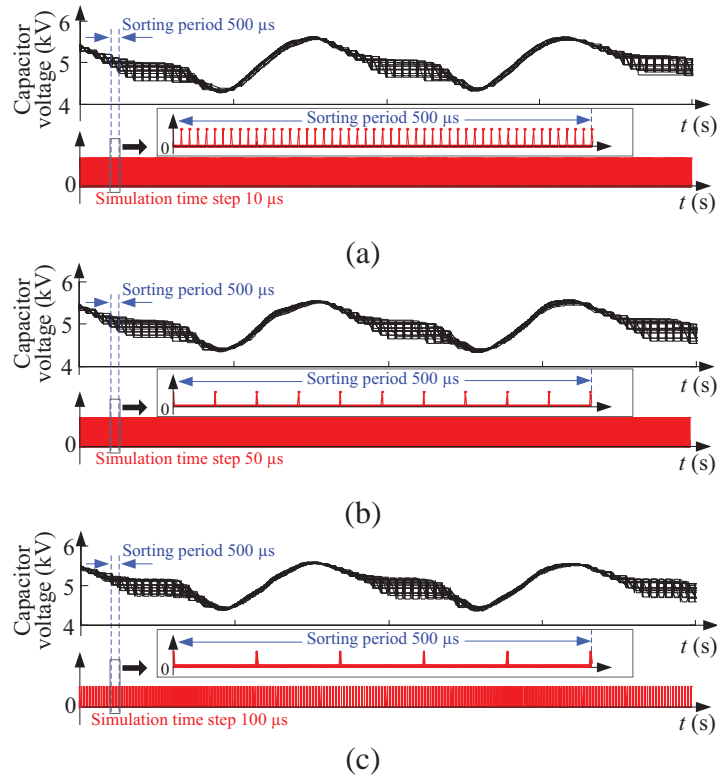 6
Sorting period 500 µs
Capacitor
voltage (kV)
5
4
t (s)
Sorting period 500 µs
0
0
Simulation time step 10 µs
t (s)
(a)
6
Sorting period 500 µs
Capacitor
voltage (kV)
5
4
t (s)
Sorting period 500 µs
0
0
Simulation time step 50 µs
t (s)
(b)
6
Sorting period 500 µs
Capacitor
voltage (kV)
5
4
t (s)
Sorting period 500 µs
0
0
Simulation time step 100 µs
t (s)
(c)